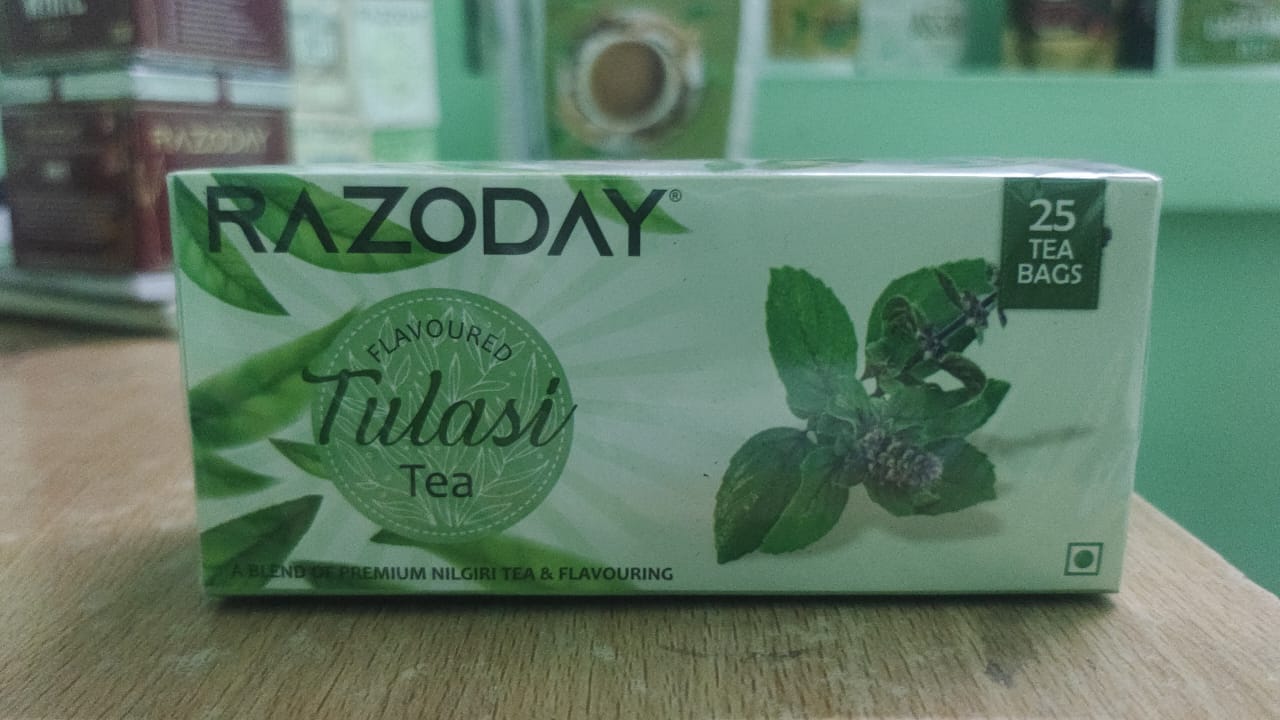 RAZODAY
RAZODAY®
25
TEA
BAGS
FLAVOURED
Tulasi
Tea
A BLEND OF PREMIUM NILGIRI TEA & FLAVOURING